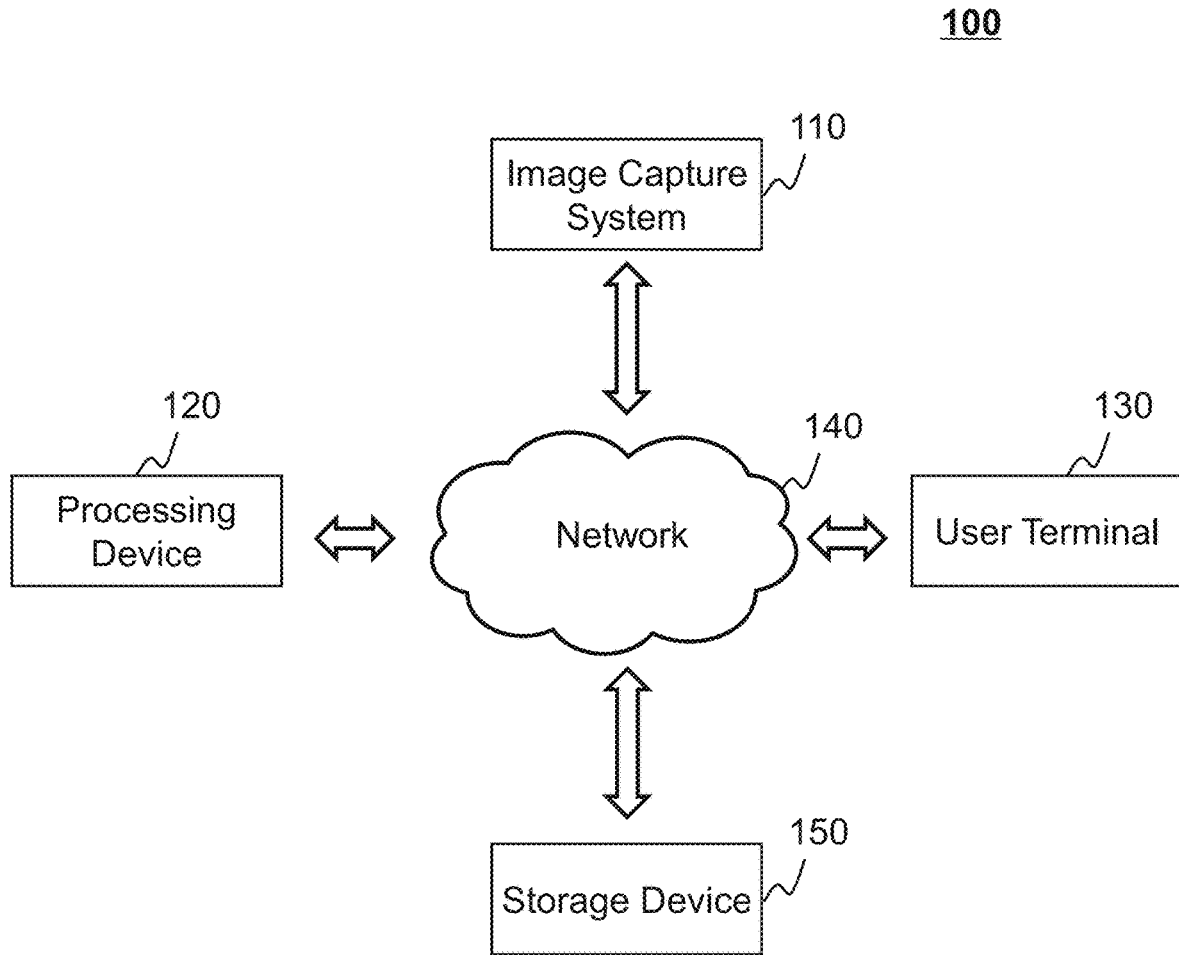 100
110
Image Capture
System
120
Processing
Device
140
Network
130
User Terminal
150
Storage Device